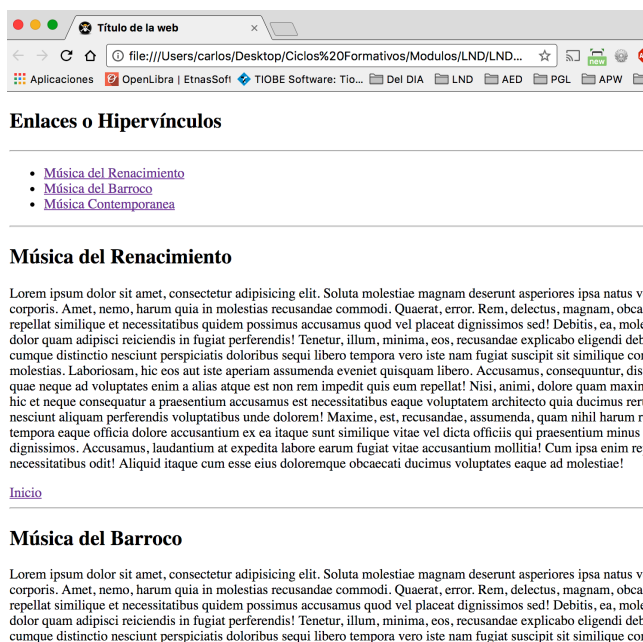 Título de la web
file:///Users/carlos/Desktop/Ciclos%20Formativos/Modulos/LND/LND...
new
Aplicaciones OpenLibra | EtnasSoft TIOBE Software: Tio... Del DIA LND AED PGL APW
Enlaces o Hipervínculos
Música del Renacimiento
Música del Barroco
Música Contemporanea
Música del Renacimiento
Lorem ipsum dolor sit amet, consectetur adipisicing elit. Soluta molestiae magnam deserunt asperiores ipsa natus v
corporis. Amet, nemo, harum quia in molestias recusandae commodi. Quaerat, error. Rem, delectus, magnam, obca
repellat similique et necessitatibus quidem possimus accusamus quod vel placeat dignissimos sed! Debitis, ea, mole
dolor quam adipisci reiciendis in fugiat perferendis! Tenetur, illum, minima, eos, recusandae explicabo eligendi deb
cumque distinctio nesciunt perspiciatis doloribus sequi libero tempora vero iste nam fugiat suscipit sit similique cor
molestias. Laboriosam, hic eos aut iste aperiam assumenda eveniet quisquam libero. Accusamus, consequuntur, dis
quae neque ad voluptates enim a alias atque est non rem impedit quis eum repellat! Nisi, animi, dolore quam maxim
hic et neque consequatur a praesentium accusamus est necessitatibus eaque voluptatem architecto quia ducimus reru
nesciunt aliquam perferendis voluptatibus unde dolorem! Maxime, est, recusandae, assumenda, quam nihil harum r
tempora eaque officia dolore accusantium ex ea itaque sunt similique vitae vel dicta officiis qui praesentium minus
dignissimos. Accusamus, laudantium at expedita labore earum fugiat vitae accusantium mollitia! Cum ipsa enim re
necessitatibus odit! Aliquid itaque cum esse eius doloremque obcaecati ducimus voluptates eaque ad molestiae!
Inicio
Música del Barroco
Lorem ipsum dolor sit amet, consectetur adipisicing elit. Soluta molestiae magnam deserunt asperiores ipsa natus v
corporis. Amet, nemo, harum quia in molestias recusandae commodi. Quaerat, error. Rem, delectus, magnam, obca
repellat similique et necessitatibus quidem possimus accusamus quod vel placeat dignissimos sed! Debitis, ea, mole
dolor quam adipisci reiciendis in fugiat perferendis! Tenetur, illum, minima, eos, recusandae explicabo eligendi deb
cumque distinctio nesciunt perspiciatis doloribus sequi libero tempora vero iste nam fugiat suscipit sit similique cor